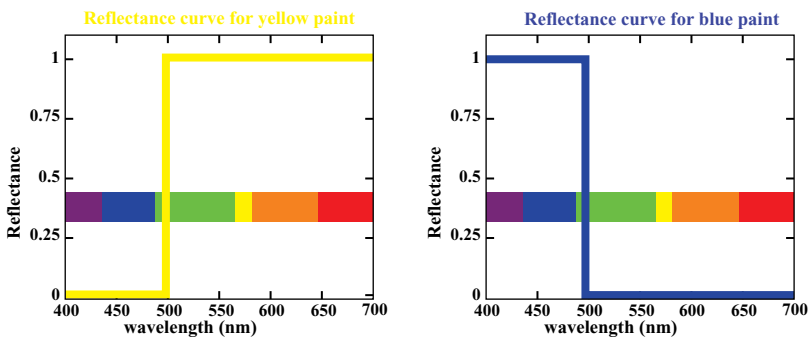 Reflectance curve for yellow paint
1
0.75
0.5
0.25
0
Reflectance
400 450 500 550 600 650 700
wavelength (nm)
Reflectance curve for blue paint
1
0.75
0.5
0.25
0
Reflectance
400 450 500 550 600 650 700
wavelength (nm)